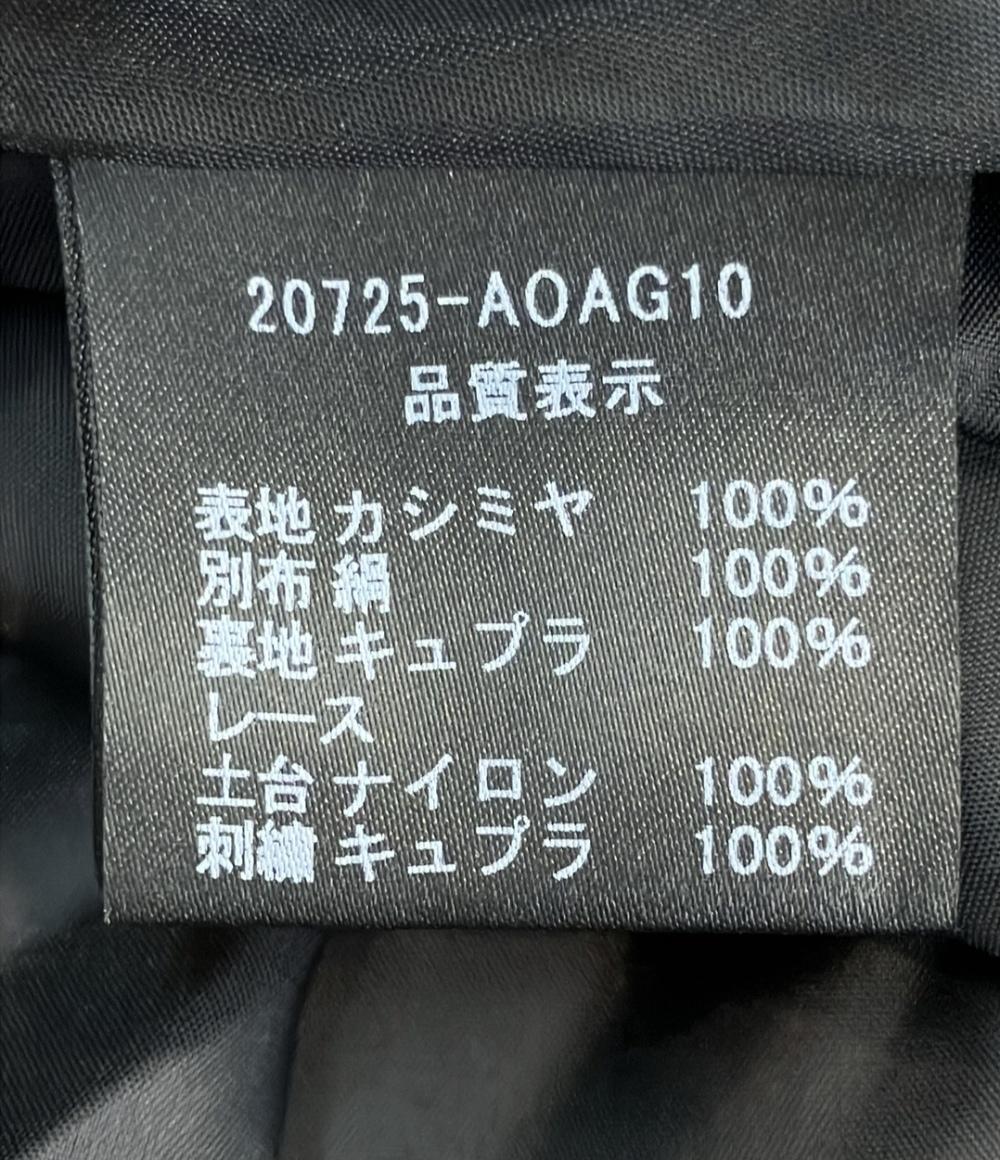 20725-AOAG10
品質表示
表地 カシミヤ 100%
別布 絹 100%
裏地 キュプラ 100%
レース
土台 ナイロン 100%
刺繍 キュプラ 100%